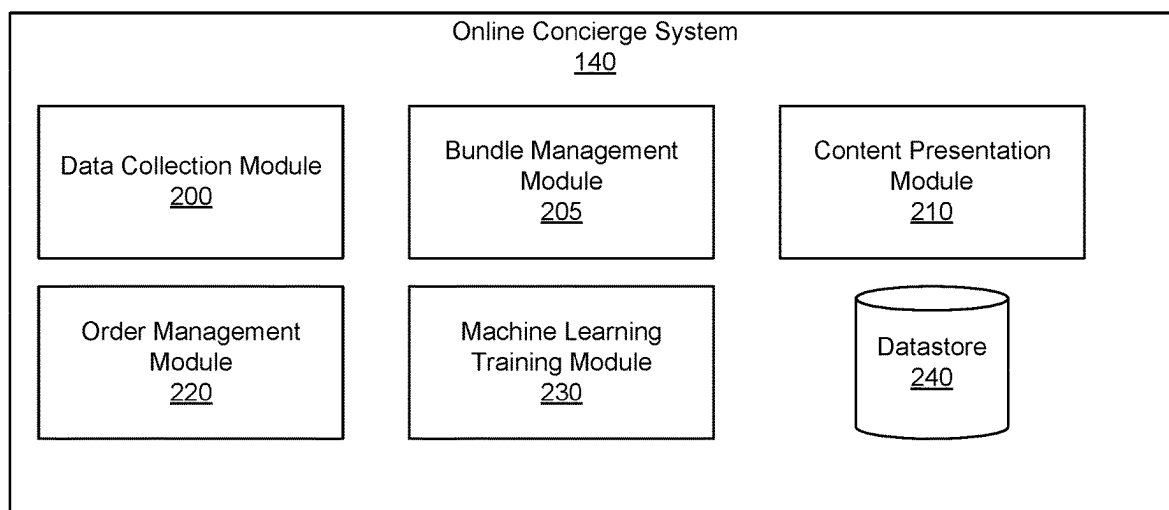 Online Concierge System
140
Data Collection Module
200
Bundle Management
Module
205
Content Presentation
Module
210
Order Management
Module
220
Machine Learning
Training Module
230
Datastore
240